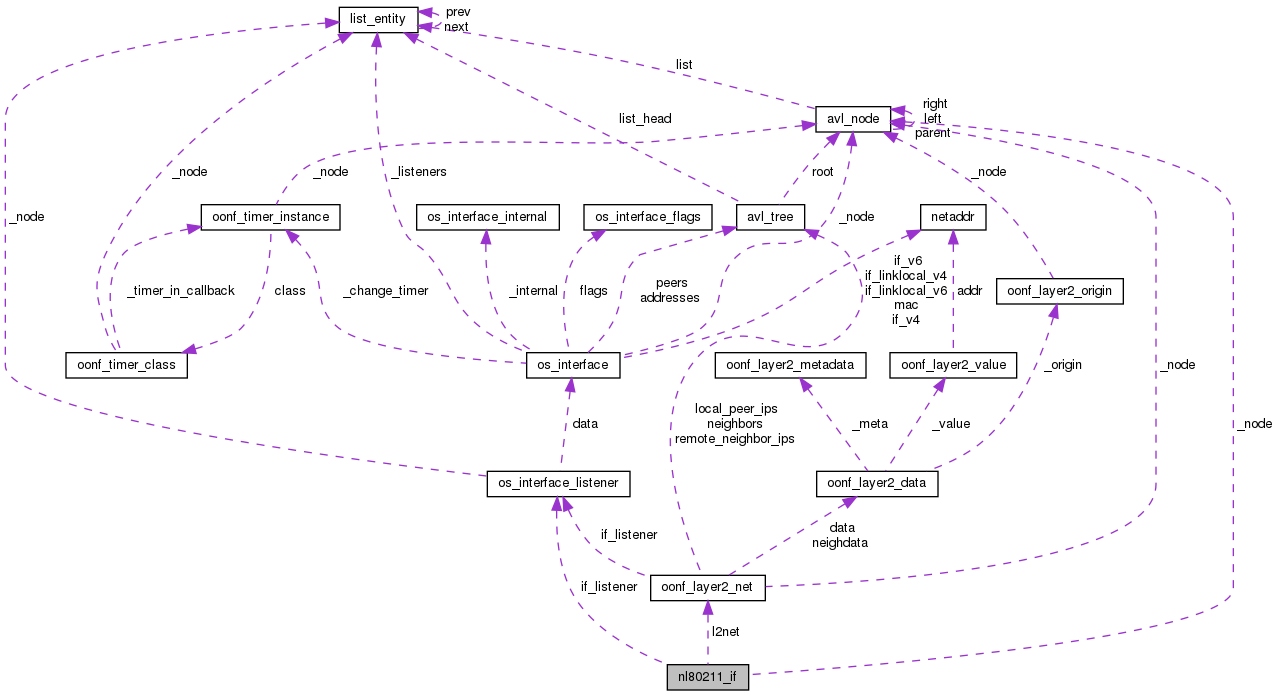 list_entity
prev
next
list
right
left
parent
avl_node
list_head
_node
_node
_listeners
root
_node
_node
_node
oonf_timer_instance
os_interface_internal
os_interface_flags
avl_tree
netaddr
_timer_in_callback
class
_change_timer
_internal
flags
peers
addresses
if_v6
if_linklocal_v4
if_linklocal_v6
mac
if_v4
addr
oonf_layer2_origin
oonf_timer_class
os_interface
oonf_layer2_metadata
oonf_layer2_value
_origin
_node
local_peer_ips
neighbors
remote_neighbor_ips
data
_meta
_value
_node
os_interface_listener
oonf_layer2_data
if_listener
data
neighdata
if_listener
oonf_layer2_net
l2net
nl80211_if